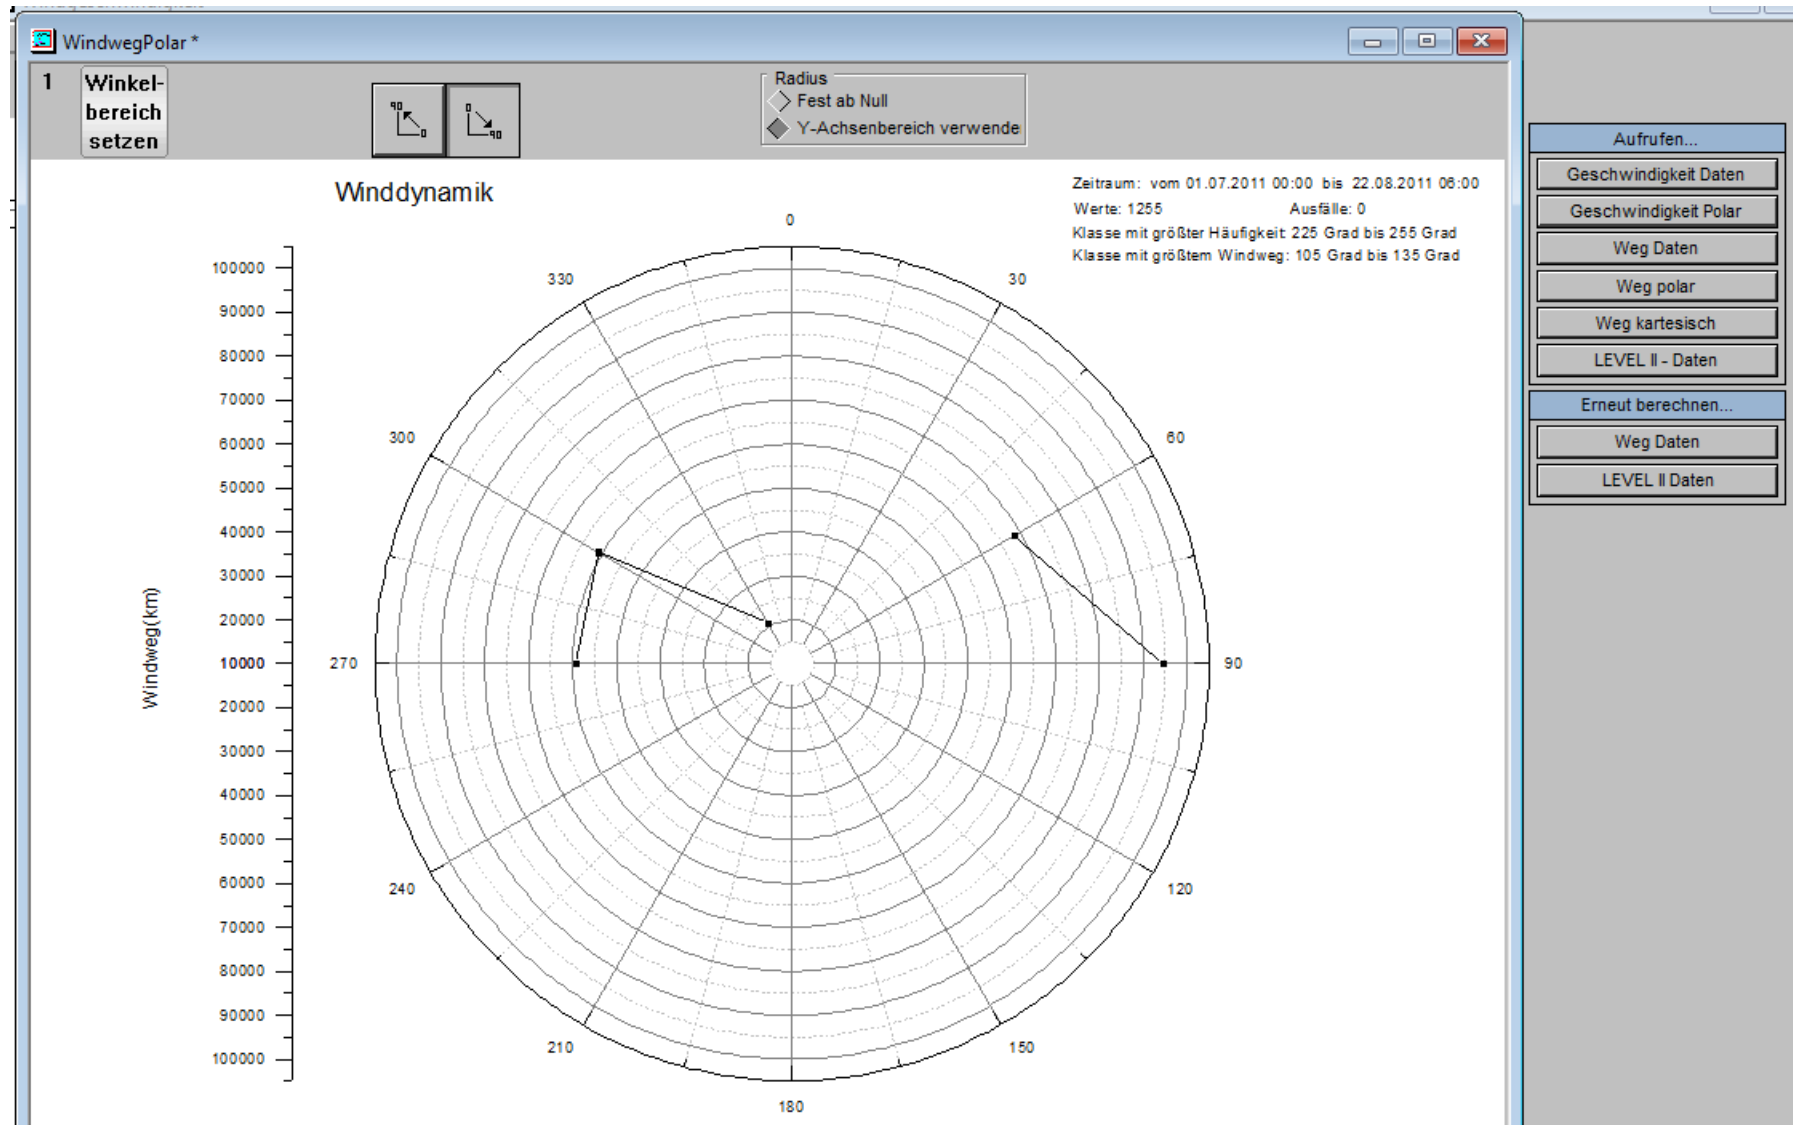 WindwegPolar *
1
Winkel-
bereich
setzen
90
0
0
90
Radius
Fest ab Null
Y-Achsenbereich verwende
Winddynamik
Zeitraum: vom 01.07.2011 00:00 bis 22.08.2011 06:00
Werte: 1255 Ausfälle: 0
Klasse mit größter Häufigkeit: 225 Grad bis 255 Grad
Klasse mit größtem Windweg: 105 Grad bis 135 Grad
0
30
60
90
120
150
180
210
240
270
300
330
Windweg(km)
100000
90000
80000
70000
60000
50000
40000
30000
20000
10000
20000
30000
40000
50000
60000
70000
80000
90000
100000
Aufrufen...
Geschwindigkeit Daten
Geschwindigkeit Polar
Weg Daten
Weg polar
Weg kartesisch
LEVEL II - Daten
Erneut berechnen...
Weg Daten
LEVEL II Daten